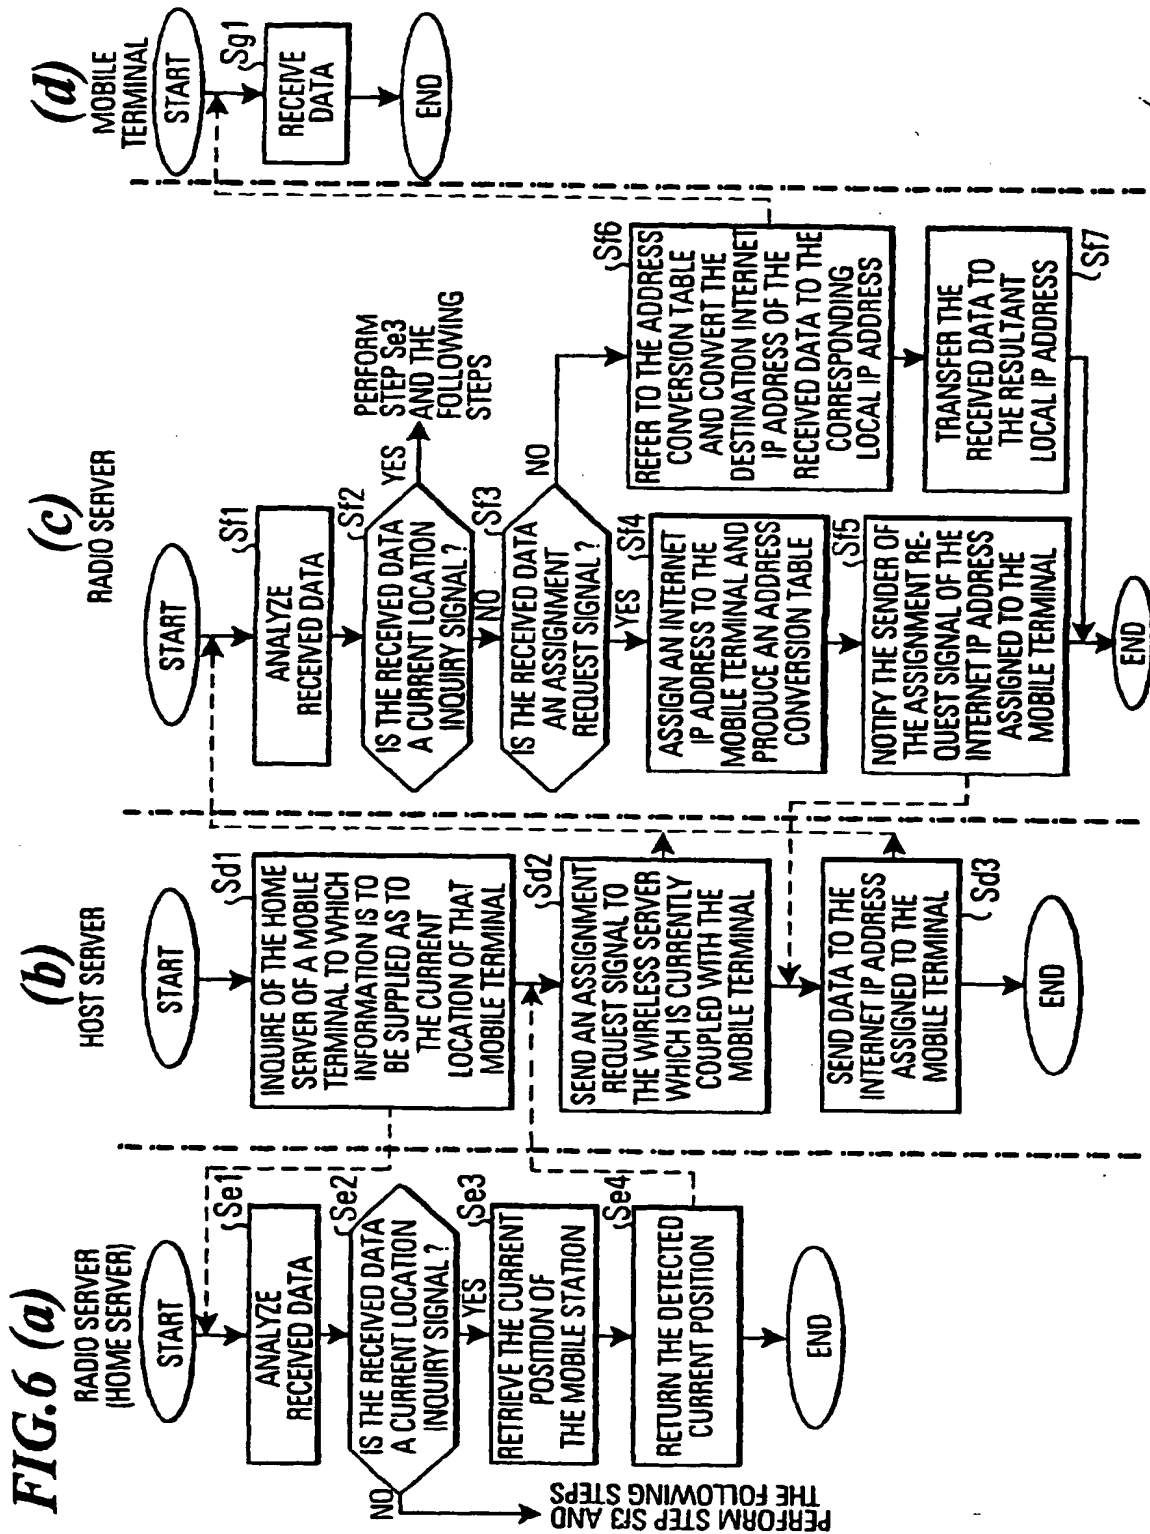 FIG.6 (a)
RADIO SERVER
(HOME SERVER)
START
Se1
ANALYZE
RECEIVED DATA
Se2
IS THE RECEIVED DATA
A CURRENT LOCATION
INQUIRY SIGNAL?
NO
PERFORM STEP Sf3 AND
THE FOLLOWING STEPS
YES
Se3
RETRIEVE THE CURRENT
POSITION OF
THE MOBILE STATION
Se4
RETURN THE DETECTED
CURRENT POSITION
END
(b)
HOST SERVER
START
Sd1
INQUIRE OF THE HOME
SERVER OF A MOBILE
TERMINAL TO WHICH
INFORMATION IS TO
BE SUPPLIED AS TO
THE CURRENT
LOCATION OF THAT
MOBILE TERMINAL
Sd2
SEND AN ASSIGNMENT
REQUEST SIGNAL TO
THE WIRELESS SERVER
WHICH IS CURRENTLY
COUPLED WITH THE
MOBILE TERMINAL
SEND DATA TO THE
INTERNET IP ADDRESS
ASSIGNED TO THE
MOBILE TERMINAL
Sd3
END
(c)
RADIO SERVER
START
Sf1
ANALYZE
RECEIVED DATA
Sf2
IS THE RECEIVED DATA
A CURRENT LOCATION
INQUIRY SIGNAL?
YES
PERFORM
STEP Se3
AND THE
FOLLOWING
STEPS
NO
Sf3
IS THE RECEIVED DATA
AN ASSIGNMENT
REQUEST SIGNAL?
NO
YES
Sf4
ASSIGN AN INTERNET
IP ADDRESS TO THE
MOBILE TERMINAL AND
PRODUCE AN ADDRESS
CONVERSION TABLE
Sf5
NOTIFY THE SENDER OF
THE ASSIGNMENT RE-
QUEST SIGNAL OF THE
INTERNET IP ADDRESS
ASSIGNED TO THE
MOBILE TERMINAL
Sf6
REFER TO THE ADDRESS
CONVERSION TABLE
AND CONVERT THE
DESTINATION INTERNET
IP ADDRESS OF THE
RECEIVED DATA TO THE
CORRESPONDING
LOCAL IP ADDRESS
TRANSFER THE
RECEIVED DATA TO
THE RESULTANT
LOCAL IP ADDRESS
Sf7
END
(d)
MOBILE
TERMINAL
START
Sg1
RECEIVE
DATA
END